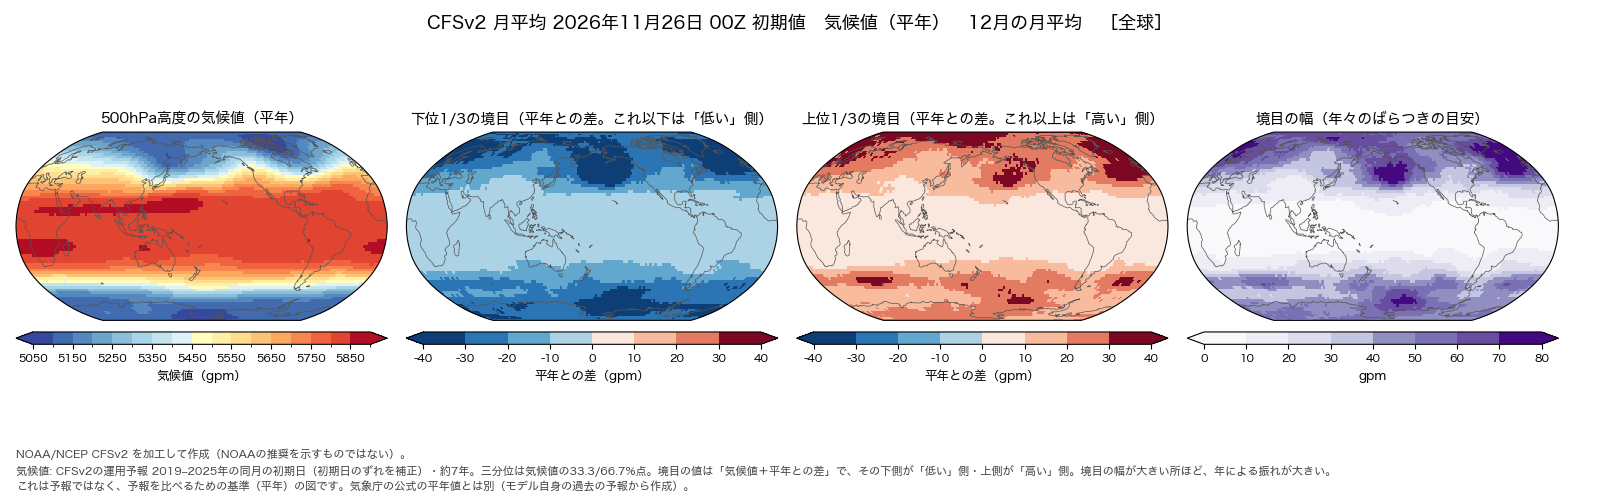 CFSv2 月平均 2026年11月26日 00Z 初期値　気候値（平年）　12月の月平均　［全球］
500hPa高度の気候値（平年）
下位1/3の境目（平年との差。これ以下は「低い」側）
上位1/3の境目（平年との差。これ以上は「高い」側）
境目の幅（年々のばらつきの目安）
5050 5150 5250 5350 5450 5550 5650 5750 5850
-40 -30 -20 -10 0 10 20 30 40
-40 -30 -20 -10 0 10 20 30 40
0 10 20 30 40 50 60 70 80
気候値（gpm）
平年との差（gpm）
平年との差（gpm）
gpm
NOAA/NCEP CFSv2 を加工して作成（NOAAの推奨を示すものではない）。
気候値: CFSv2の運用予報 2019–2025年の同月の初期日（初期日のずれを補正）・約7年。三分位は気候値の33.3/66.7%点。境目の値は「気候値＋平年との差」で、その下側が「低い」側・上側が「高い」側。境目の幅が大きい所ほど、年による振れが大きい。
これは予報ではなく、予報を比べるための基準（平年）の図です。気象庁の公式の平年値とは別（モデル自身の過去の予報から作成）。